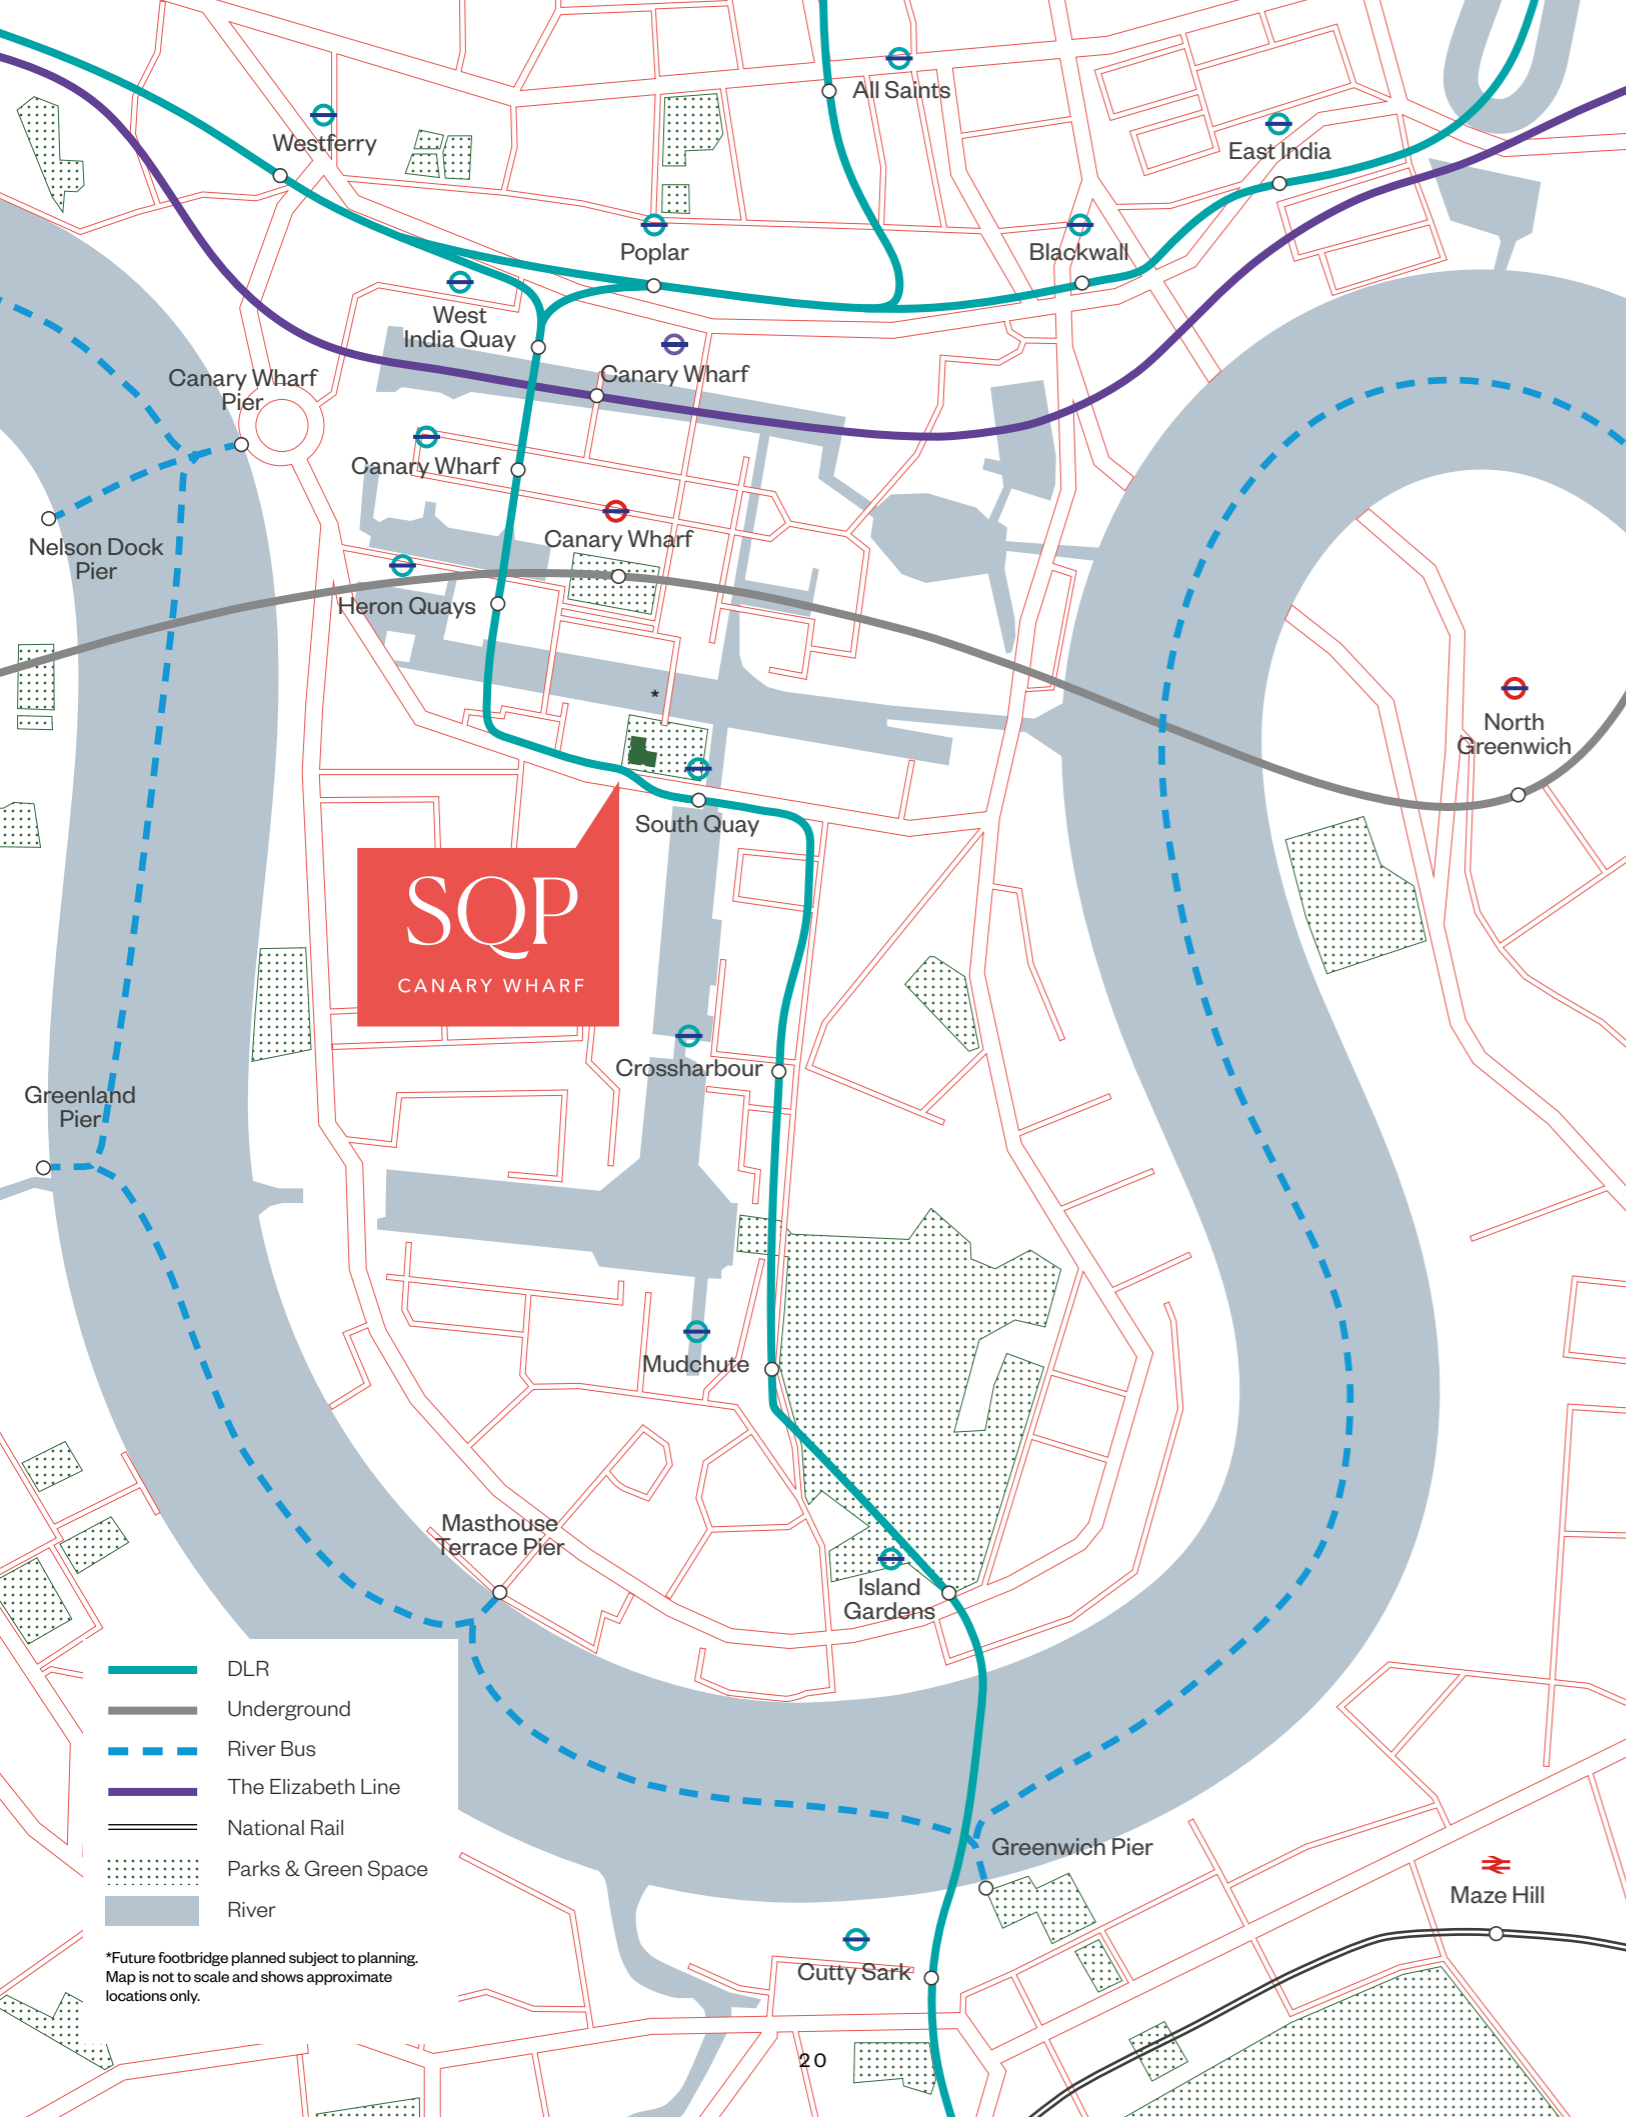 All Saints
Westferry
East India
Poplar
Blackwall
West
India Quay
Canary Wharf
Canary Wharf
Pier
Canary Wharf
Canary Wharf
Nelson Dock
Pier
Heron Quays
*
North
Greenwich
South Quay
SQP
CANARY WHARF
Crossharbour
Greenland
Pier
Mudchute
Masthouse
Terrace Pier
Island
Gardens
DLR
Underground
River Bus
The Elizabeth Line
National Rail
Parks & Green Space
River
*Future footbridge planned subject to planning.
Map is not to scale and shows approximate
locations only.
Greenwich Pier
Maze Hill
Cutty Sark
20